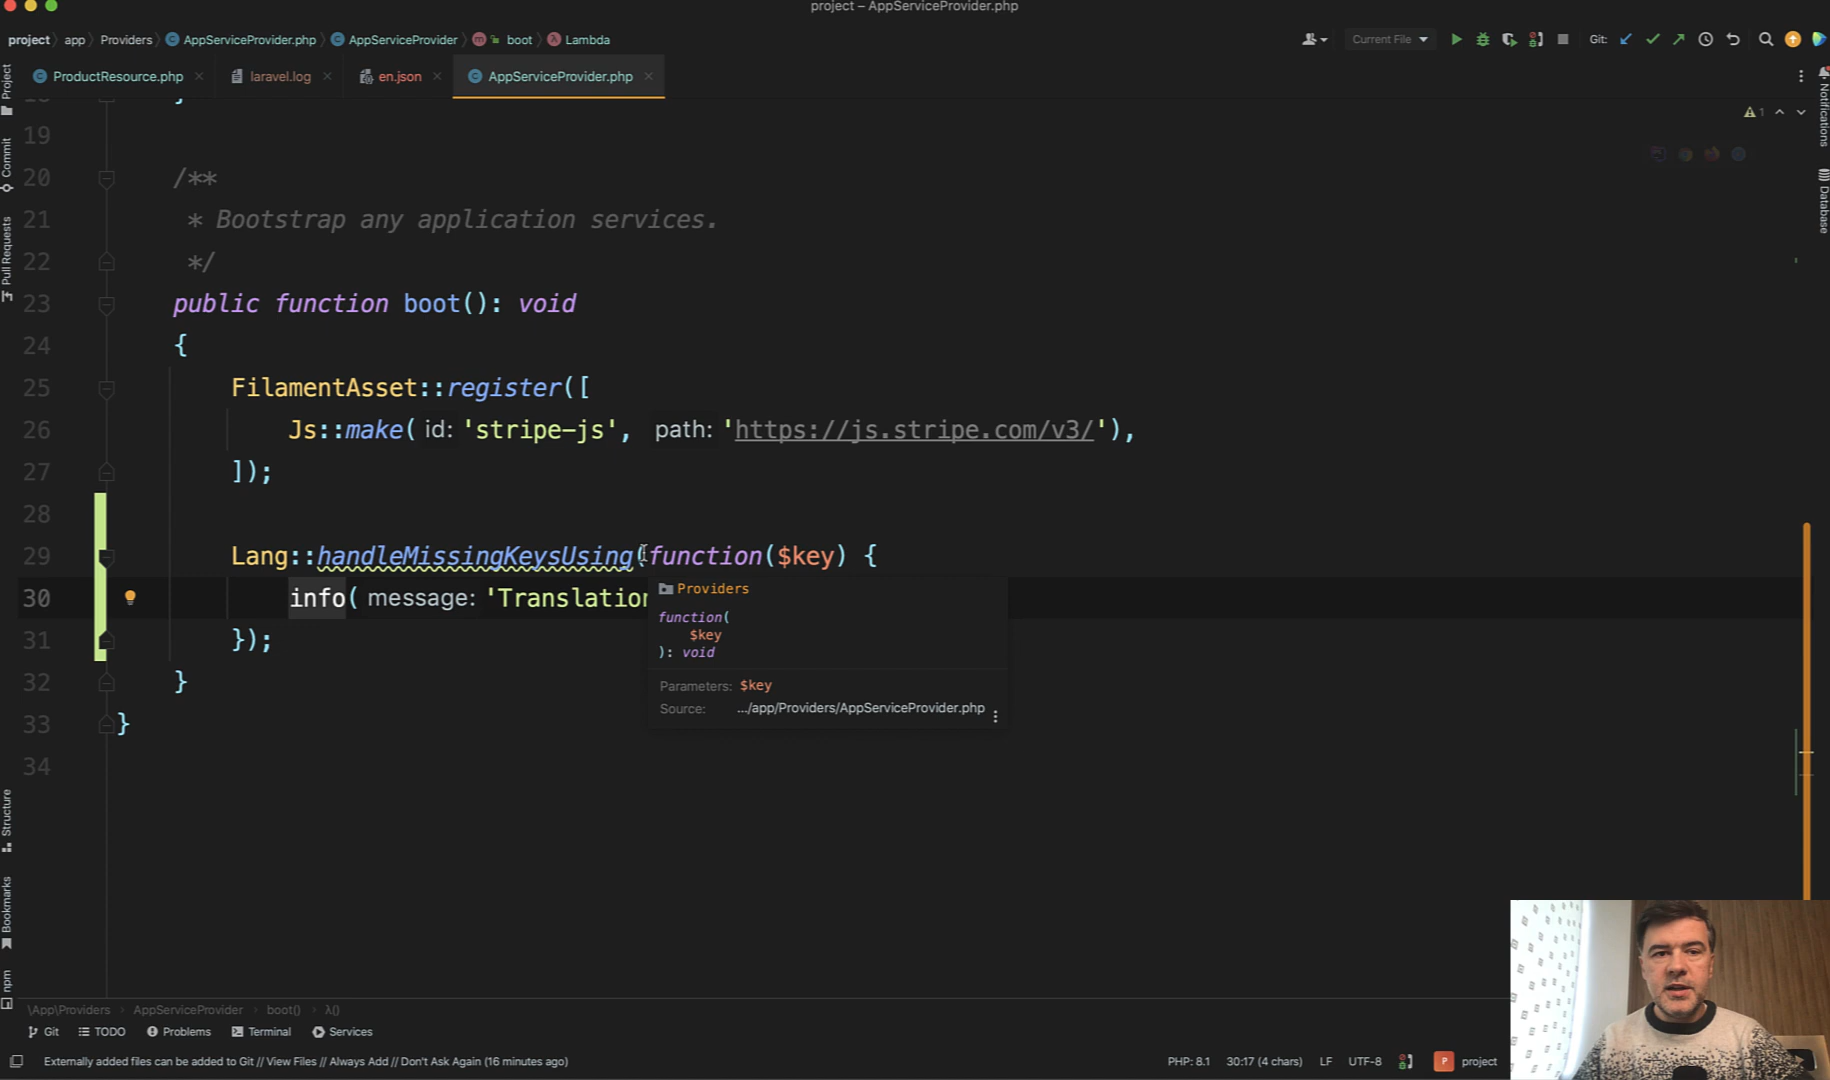 project – AppServiceProvider.php
project app Providers AppServiceProvider.php AppServiceProvider boot Lambda
Current File Git:
ProductResource.php laravel.log en.json AppServiceProvider.php
Project
Commit
Pull Requests
Structure
Bookmarks
npm
Notifications
Database
1
19
20 /**
21 * Bootstrap any application services.
22 */
23 public function boot(): void
24 {
25 FilamentAsset::register([
26 Js::make( id: 'stripe-js', path: 'https://js.stripe.com/v3/'),
27 ]);
28
29 Lang::handleMissingKeysUsing(function($key) {
30 info( message: 'Translation
31 });
32 }
33 }
34
Providers
function(
$key
): void
Parameters: $key
Source: .../app/Providers/AppServiceProvider.php
\App\Providers AppServiceProvider boot() λ()
Git TODO Problems Terminal Services
Externally added files can be added to Git // View Files // Always Add // Don't Ask Again (16 minutes ago)
PHP: 8.1 30:17 (4 chars) LF UTF-8 P project